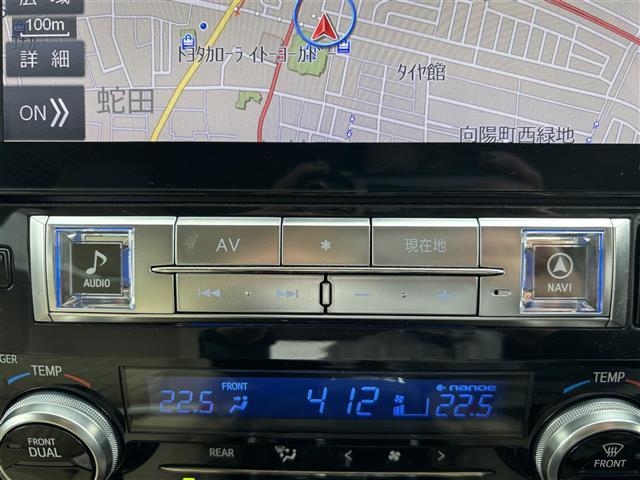 広域
100m
詳細
ON
トヨタカローラ
イトーヨーカド
タイヤ館
蛇田
向陽町西緑地
AV
*
現在地
AUDIO
NAVI
TEMP
TEMP
FRONT
nanoe
22.5
4:12
22.5
FRONT
DUAL
REAR
FRONT